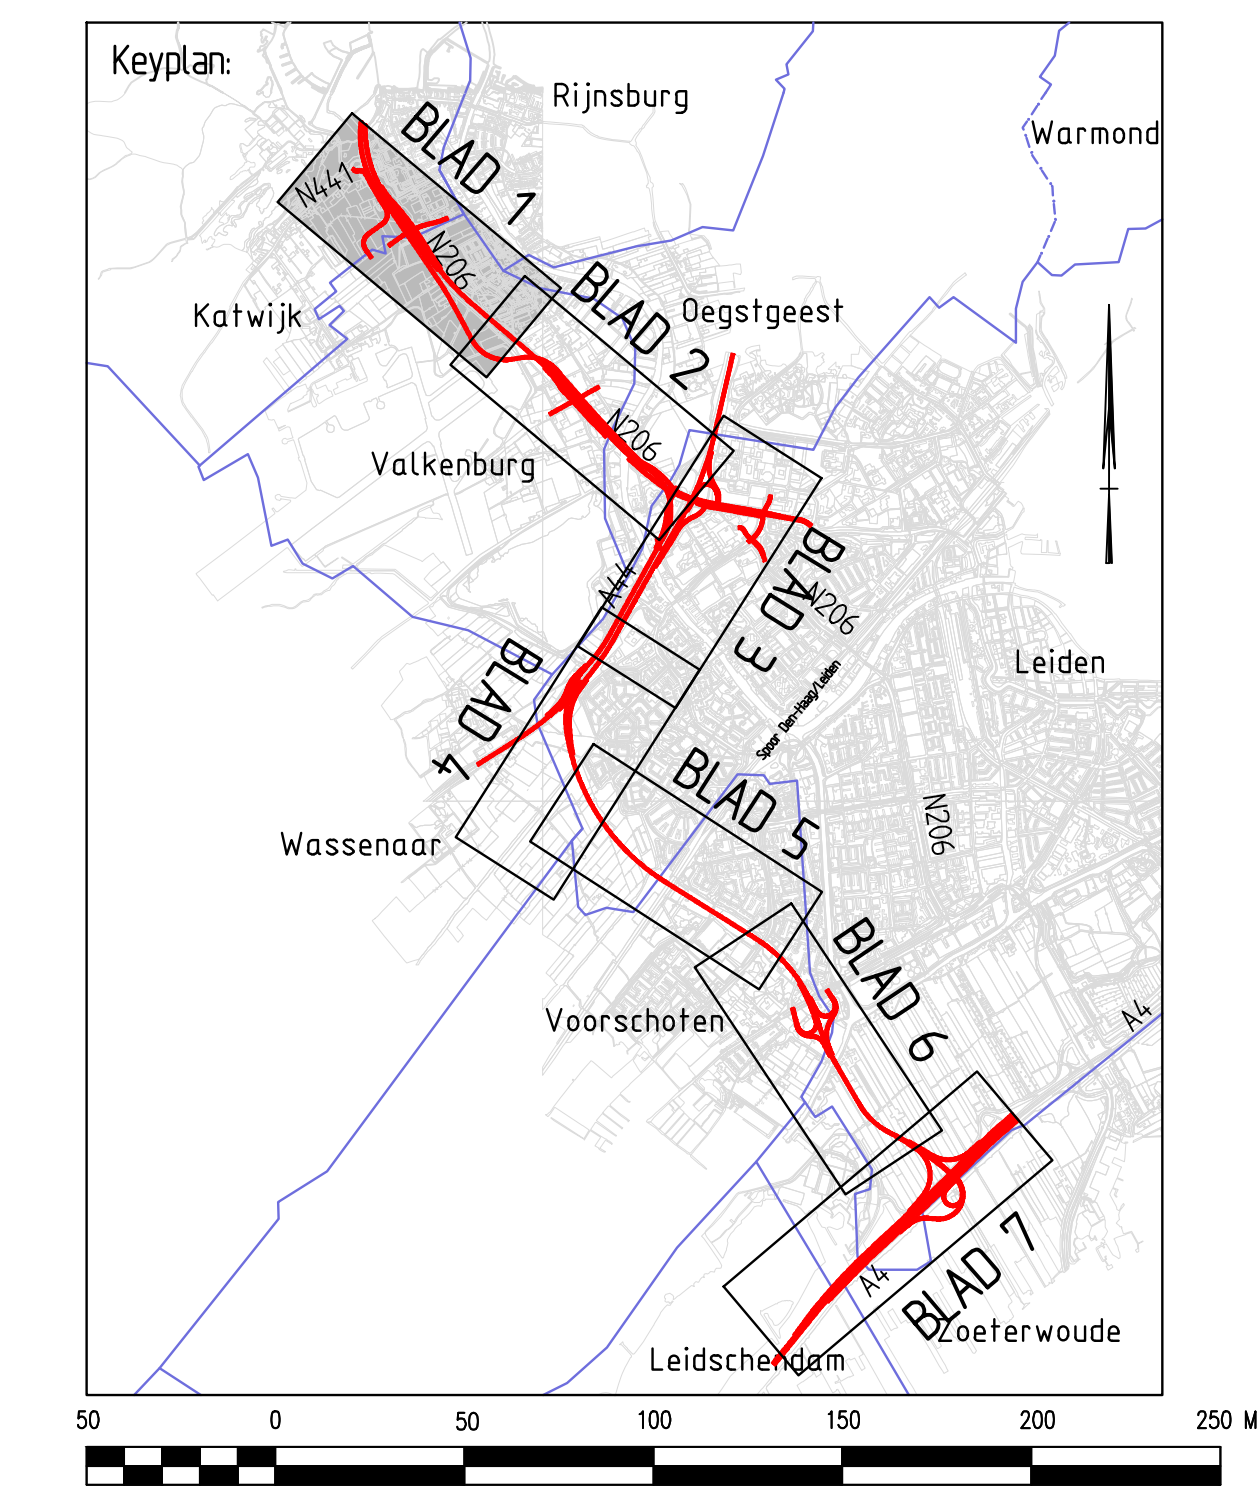 Keyplan:
Rijnsburg
Warmond
BLAD 1
N441
N206
Katwijk
BLAD 2
Oegstgeest
N206
Valkenburg
A44
BLAD 3
N206
Leiden
BLAD 4
Spoor Den-Haag/Leiden
BLAD 5
N206
Wassenaar
BLAD 6
Voorschoten
A4
BLAD 7
A4
Zoeterwoude
Leidschendam
50 0 50 100 150 200 250 M